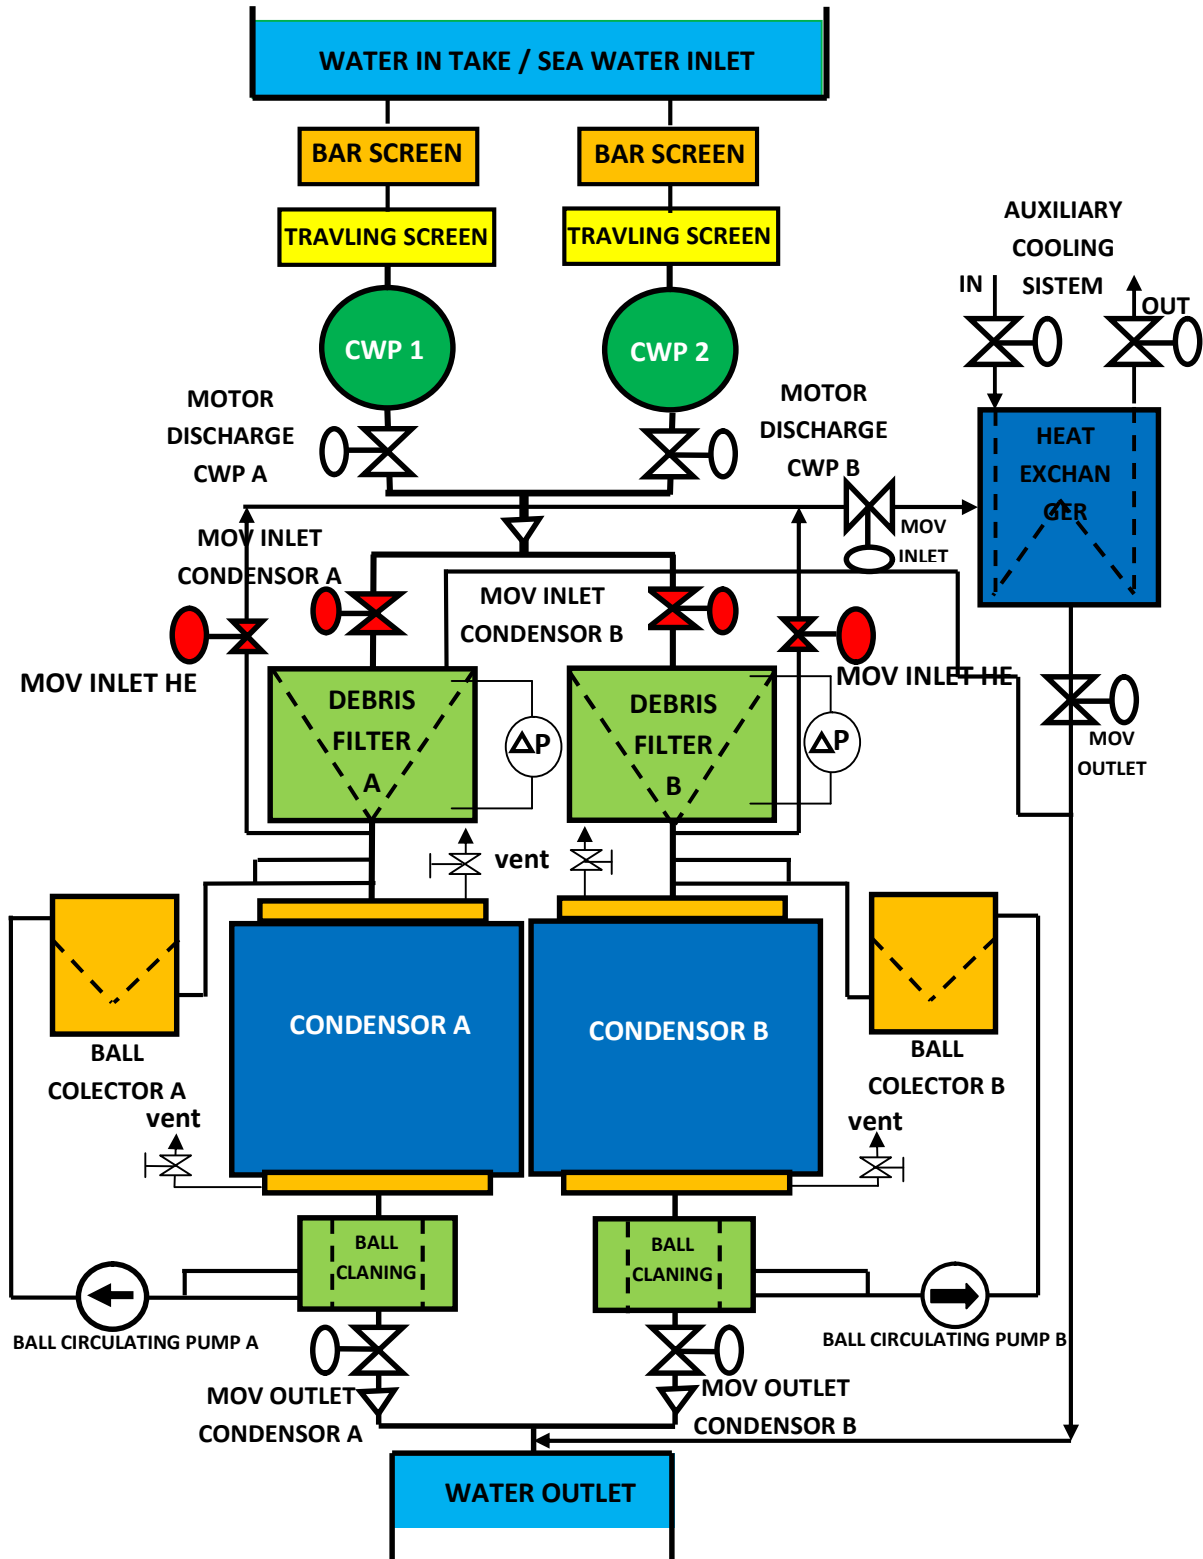 WATER IN TAKE / SEA WATER INLET
BAR SCREEN
BAR SCREEN
TRAVLING SCREEN
TRAVLING SCREEN
AUXILIARY
COOLING
SISTEM
IN
OUT
CWP 1
CWP 2
MOTOR
DISCHARGE
CWP A
MOTOR
DISCHARGE
CWP B
HEAT
EXCHAN
GER
MOV
INLET
MOV INLET
CONDENSOR A
MOV INLET
CONDENSOR B
MOV INLET HE
MOV INLET HE
DEBRIS
FILTER
A
ΔP
DEBRIS
FILTER
B
ΔP
MOV
OUTLET
vent
CONDENSOR A
CONDENSOR B
BALL
COLECTOR A
BALL
COLECTOR B
vent
vent
BALL
CLANING
BALL
CLANING
BALL CIRCULATING PUMP A
BALL CIRCULATING PUMP B
MOV OUTLET
CONDENSOR A
MOV OUTLET
CONDENSOR B
WATER OUTLET